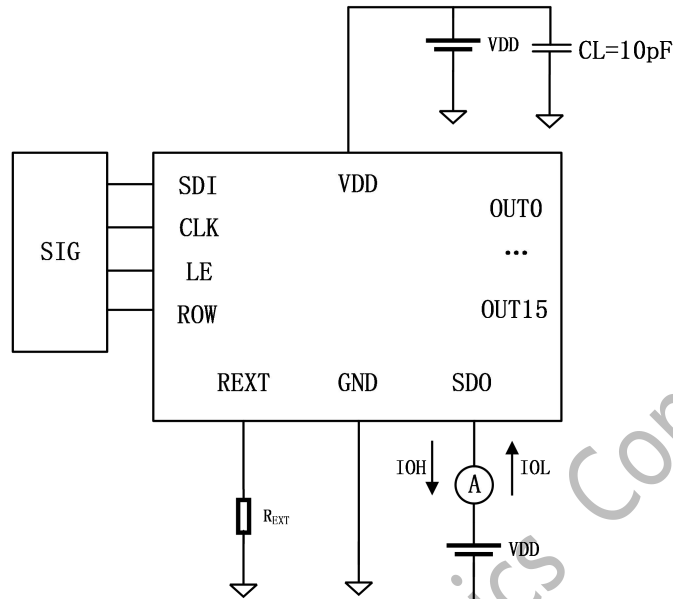 VDD
CL=10pF
SDI
VDD
CLK
OUT0
SIG
...
LE
ROW
OUT15
REXT
GND
SDO
IOH
A
IOL
REXT
VDD